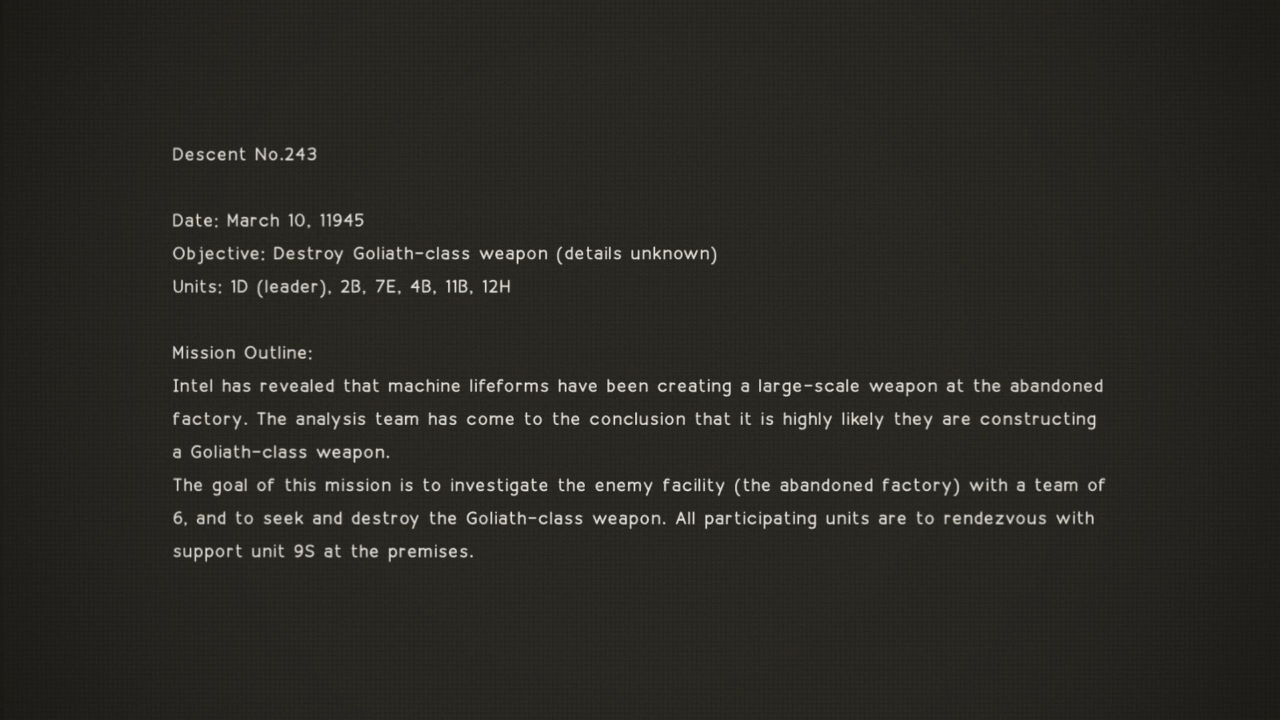 Descent No.243
Date: March 10, 11945
Objective: Destroy Goliath-class weapon (details unknown)
Units: 1D (leader), 2B, 7E, 4B, 11B, 12H
Mission Outline:
Intel has revealed that machine lifeforms have been creating a large-scale weapon at the abandoned
factory. The analysis team has come to the conclusion that it is highly likely they are constructing
a Goliath-class weapon.
The goal of this mission is to investigate the enemy facility (the abandoned factory) with a team of
6, and to seek and destroy the Goliath-class weapon. All participating units are to rendezvous with
support unit 9S at the premises.